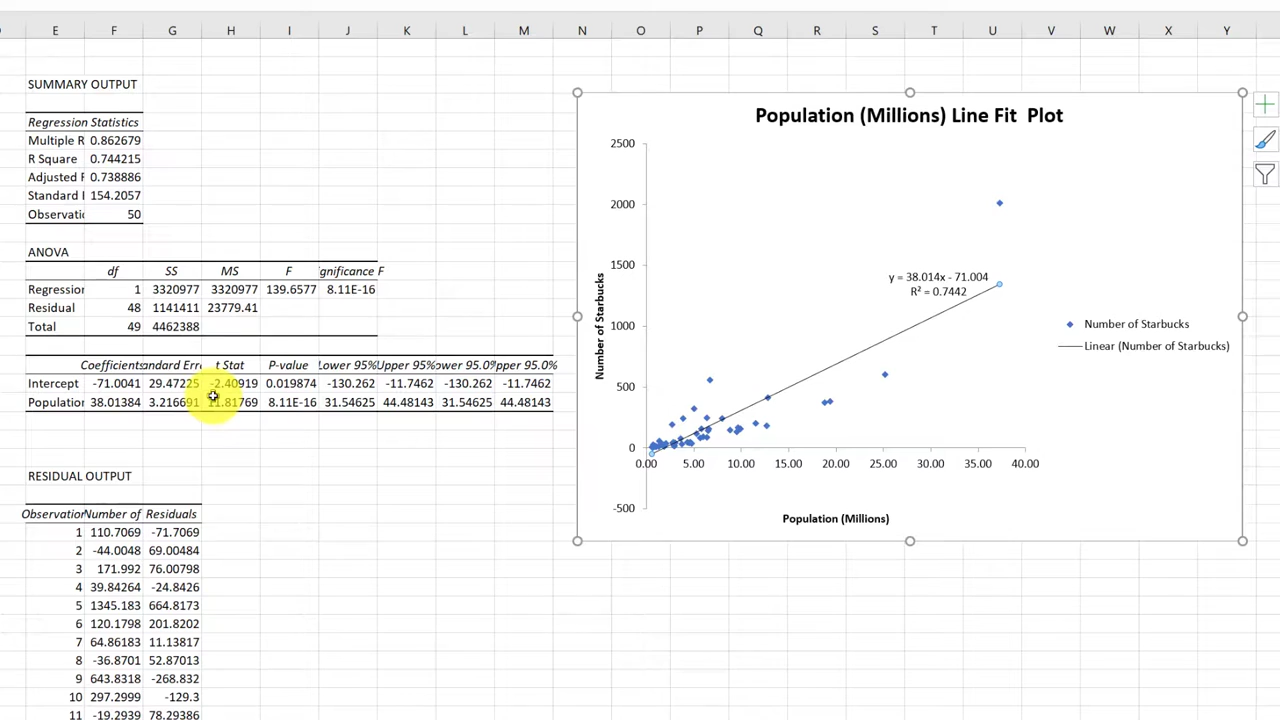 E F G H I J K L M N O P Q R S T U V W X Y
SUMMARY OUTPUT
Regression Statistics
Multiple R 0.862679
R Square 0.744215
Adjusted R 0.738886
Standard E 154.2057
Observatio 50
ANOVA
df SS MS F gnificance F
Regression 1 3320977 3320977 139.6577 8.11E-16
Residual 48 1141411 23779.41
Total 49 4462388
Coefficients andard Erro t Stat P-value Lower 95% Upper 95% ower 95.0% pper 95.0%
Intercept -71.0041 29.47225 -2.40919 0.019874 -130.262 -11.7462 -130.262 -11.7462
Population 38.01384 3.216691 11.81769 8.11E-16 31.54625 44.48143 31.54625 44.48143
RESIDUAL OUTPUT
Observation Number of Residuals
1 110.7069 -71.7069
2 -44.0048 69.00484
3 171.992 76.00798
4 39.84264 -24.8426
5 1345.183 664.8173
6 120.1798 201.8202
7 64.86183 11.13817
8 -36.8701 52.87013
9 643.8318 -268.832
10 297.2999 -129.3
11 -19.2939 78.29386
Population (Millions) Line Fit Plot
2500
2000
1500
1000
500
0
-500
Number of Starbucks
y = 38.014x - 71.004
R² = 0.7442
Number of Starbucks
Linear (Number of Starbucks)
0.00 5.00 10.00 15.00 20.00 25.00 30.00 35.00 40.00
Population (Millions)